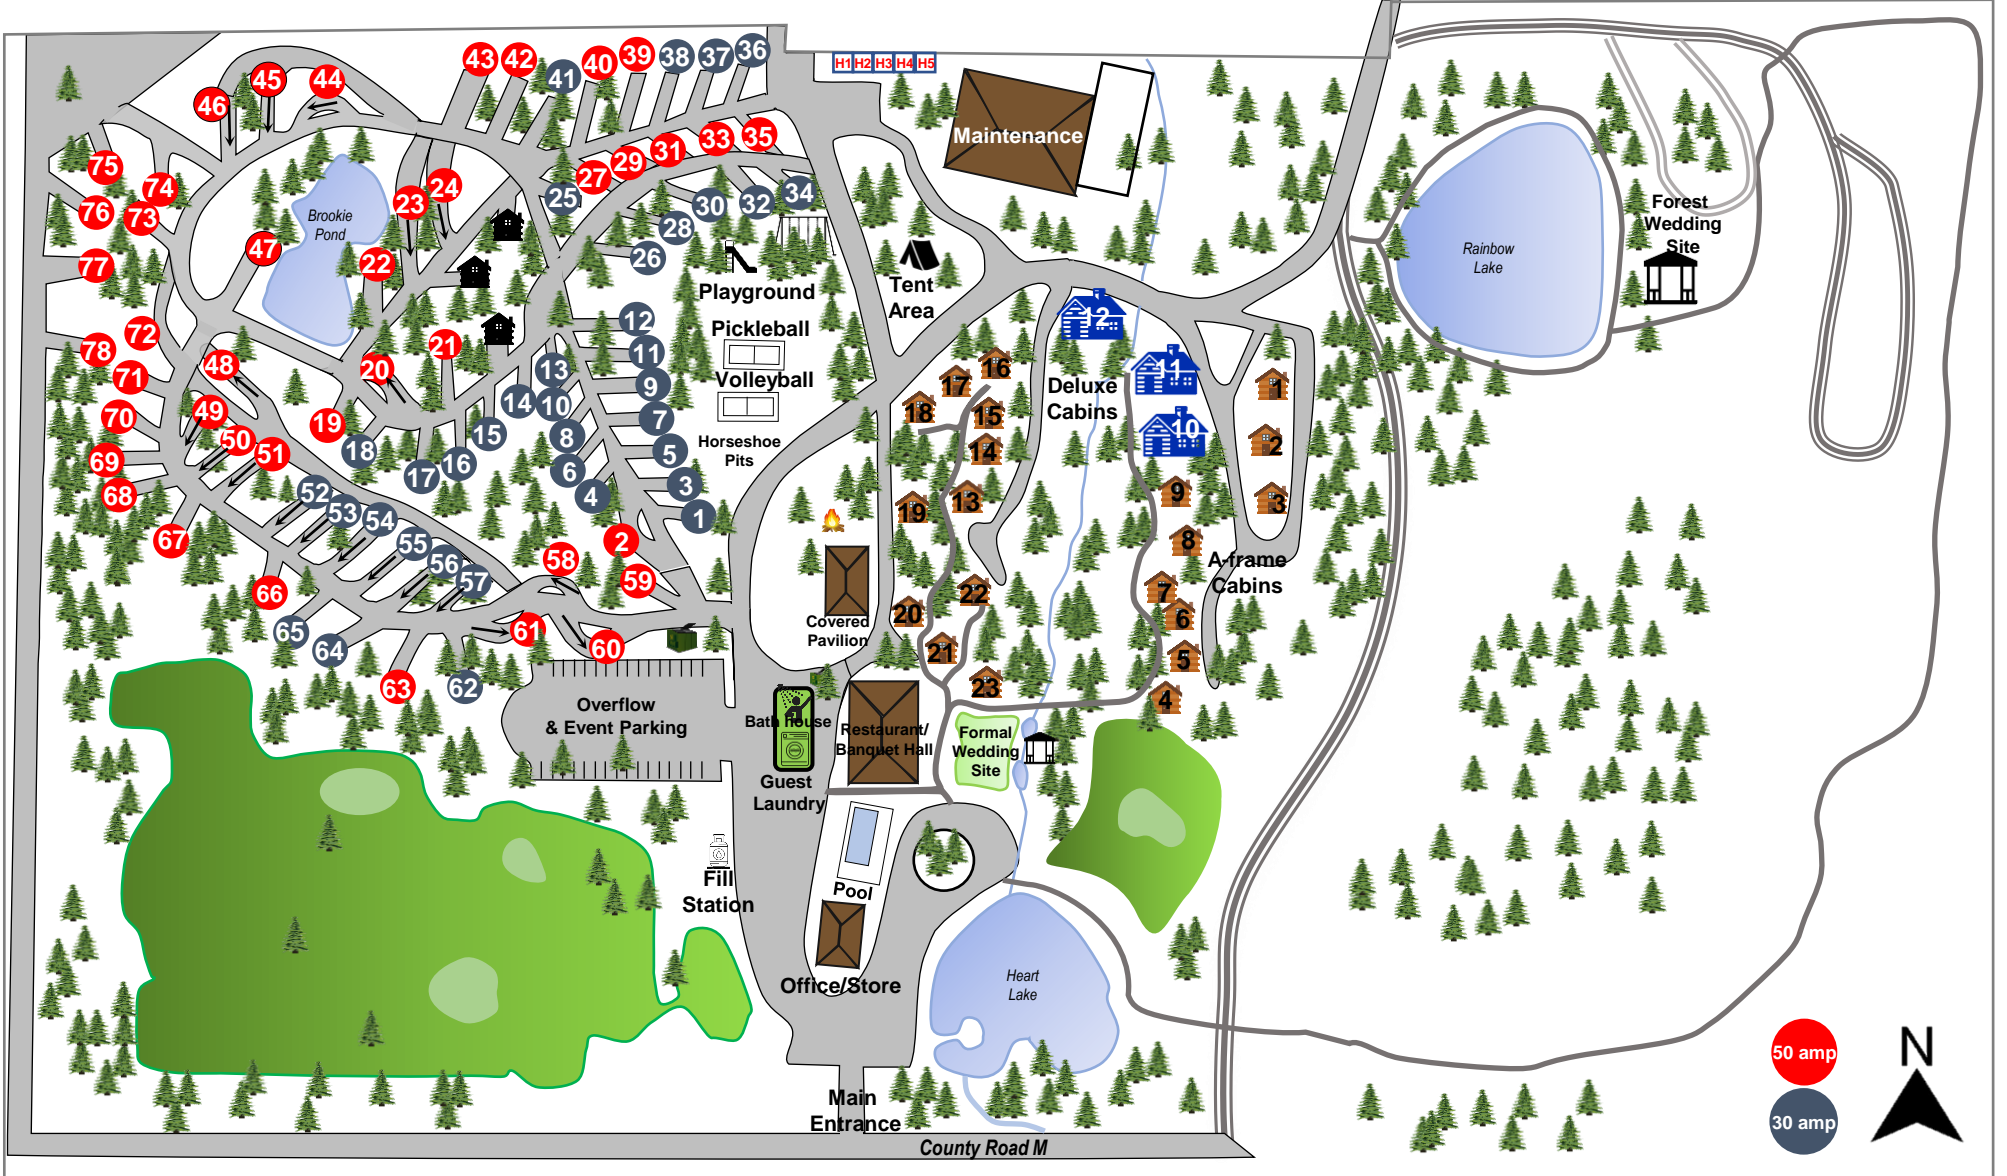 43
42
41
40
39
38
37
36
H1
H2
H3
H4
H5
46
45
44
Maintenance
75
74
76
73
77
47
Brookie
Pond
23
24
22
25
27
29
31
33
35
30
32
34
28
26
Playground
Tent
Area
Rainbow
Lake
Forest
Wedding
Site
72
78
71
70
69
68
67
48
49
50
51
20
21
19
18
17
16
15
14
13
10
8
6
4
12
11
9
7
5
3
1
2
Pickleball
Volleyball
Horseshoe
Pits
12
11
10
Deluxe
Cabins
16
17
18
15
14
13
19
22
20
21
23
9
8
7
6
5
4
1
2
3
A-frame
Cabins
52
53
54
55
56
57
58
59
66
65
64
63
62
61
60
Covered
Pavilion
Overflow
& Event Parking
Bath house
Restaurant/
Banquet Hall
Formal
Wedding
Site
Guest
Laundry
Fill
Station
Pool
Office/Store
Heart
Lake
Main
Entrance
County Road M
50 amp
30 amp
N